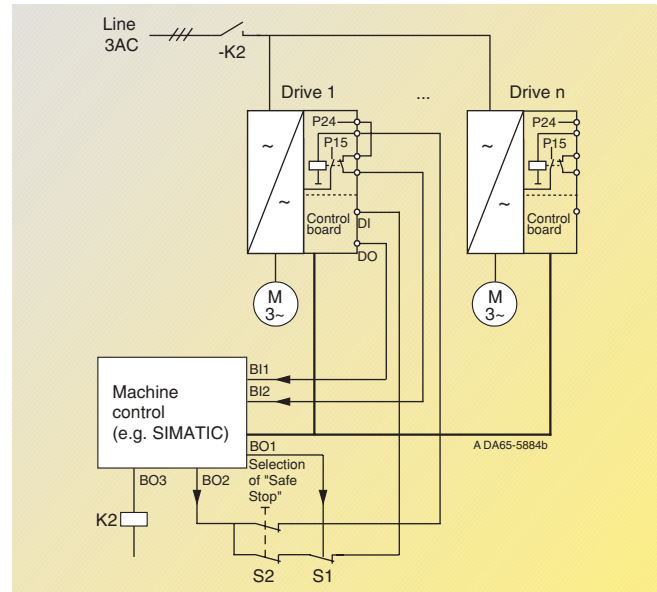 Line
3AC
-K2
Drive 1
...
Drive n
P24
P15
~
~
Control
board
DI
DO
M
3~
P24
P15
~
~
Control
board
M
3~
Machine
control
(e.g. SIMATIC)
BI1
BI2
BO1
A DA65-5884b
Selection
of "Safe
Stop"
BO3
BO2
K2
S2
S1